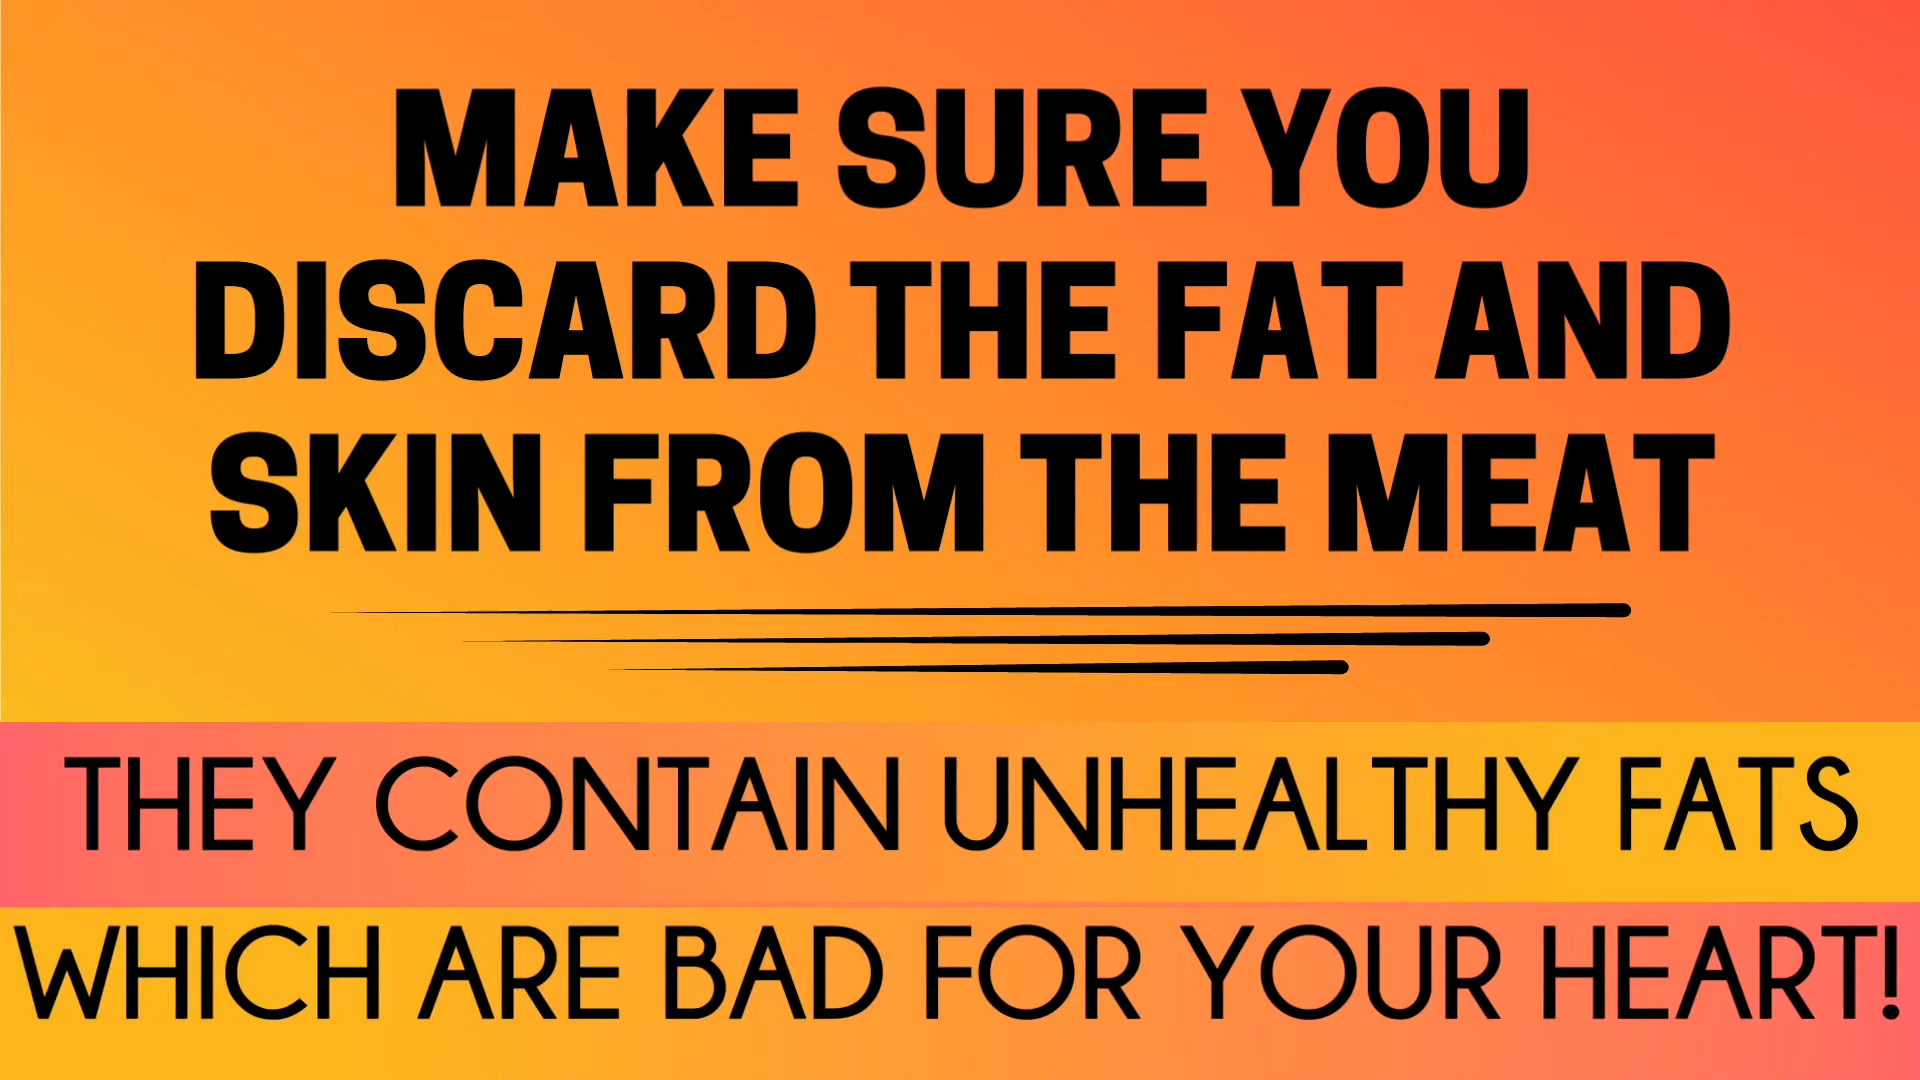 MAKE SURE YOU
DISCARD THE FAT AND
SKIN FROM THE MEAT
THEY CONTAIN UNHEALTHY FATS
WHICH ARE BAD FOR YOUR HEART!